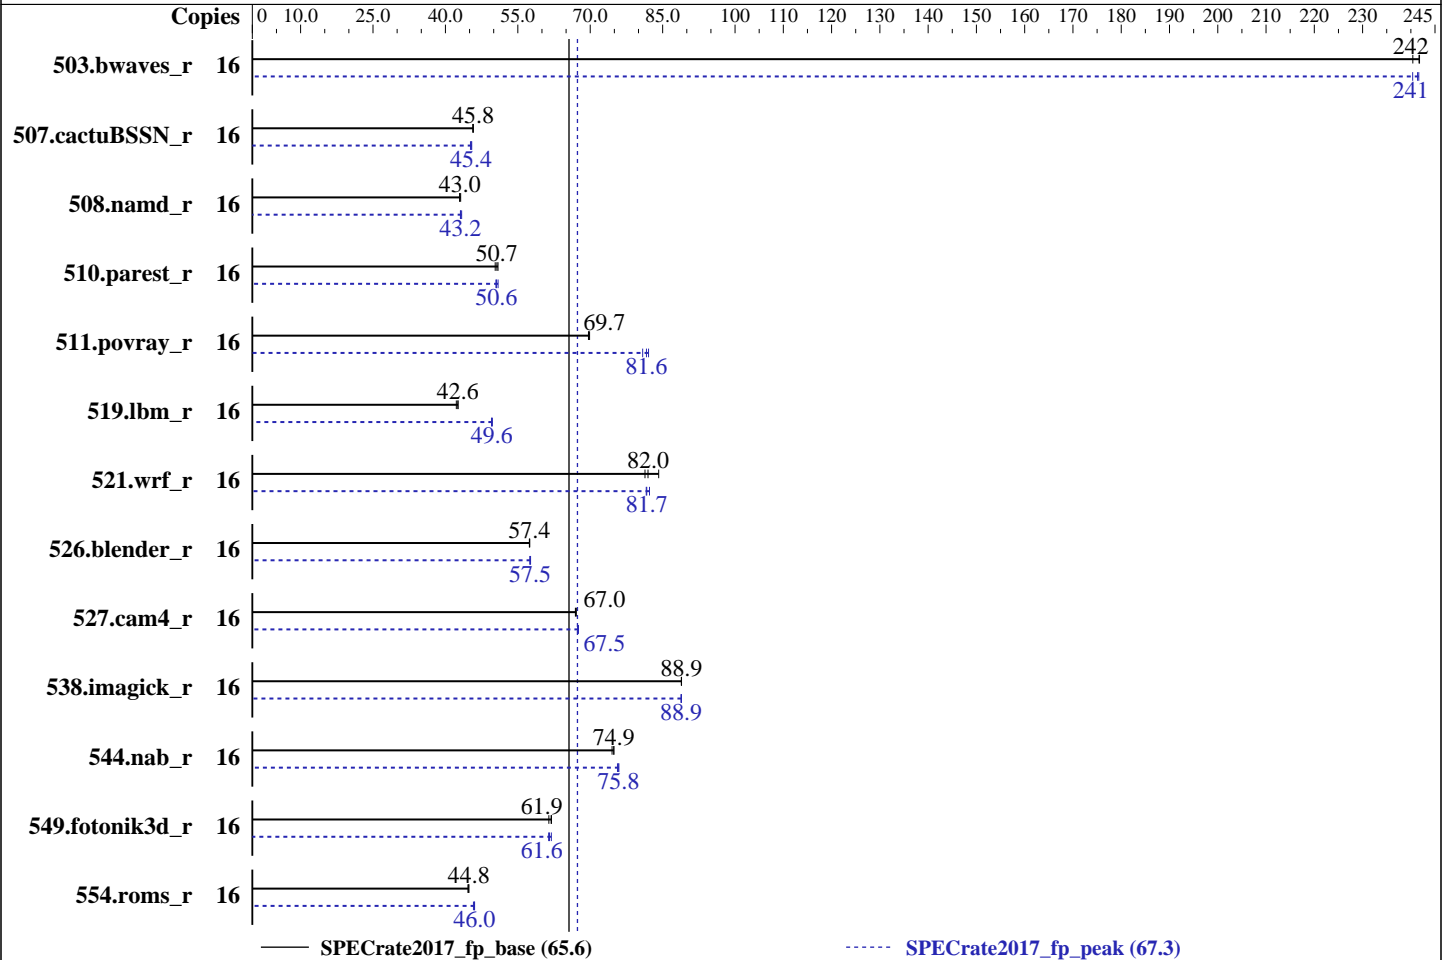 Copies 0 10.0 25.0 40.0 55.0 70.0 85.0 100 110 120 130 140 150 160 170 180 190 200 210 220 230 245
503.bwaves_r 16 242
241
507.cactuBSSN_r 16 45.8
45.4
508.namd_r 16 43.0
43.2
510.parest_r 16 50.7
50.6
511.povray_r 16 69.7
81.6
519.lbm_r 16 42.6
49.6
521.wrf_r 16 82.0
81.7
526.blender_r 16 57.4
57.5
527.cam4_r 16 67.0
67.5
538.imagick_r 16 88.9
88.9
544.nab_r 16 74.9
75.8
549.fotonik3d_r 16 61.9
61.6
554.roms_r 16 44.8
46.0
SPECrate2017_fp_base (65.6) SPECrate2017_fp_peak (67.3)